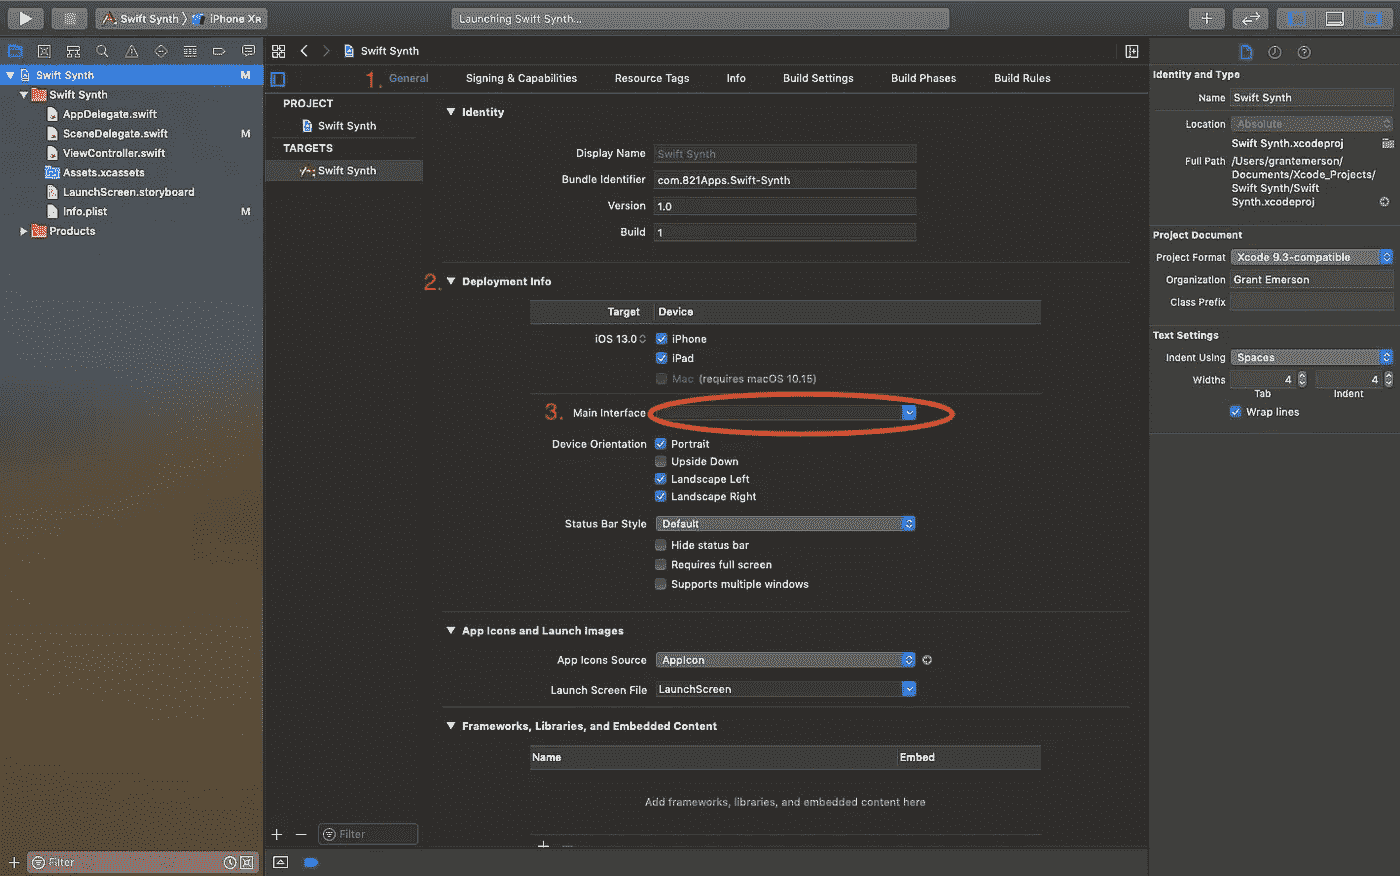 Swift Synth iPhone XR Launching Swift Synth...
Swift Synth
Swift Synth M
Swift Synth
AppDelegate.swift
SceneDelegate.swift M
ViewController.swift
Assets.xcassets
LaunchScreen.storyboard
Info.plist M
Products
Filter
1. General Signing & Capabilities Resource Tags Info Build Settings Build Phases Build Rules
PROJECT
Swift Synth
TARGETS
Swift Synth
Filter
Identity
Display Name Swift Synth
Bundle Identifier com.821Apps.Swift-Synth
Version 1.0
Build 1
2. Deployment Info
Target Device
iOS 13.0 iPhone
iPad
Mac (requires macOS 10.15)
3. Main Interface
Device Orientation Portrait
Upside Down
Landscape Left
Landscape Right
Status Bar Style Default
Hide status bar
Requires full screen
Supports multiple windows
App Icons and Launch Images
App Icons Source AppIcon
Launch Screen File LaunchScreen
Frameworks, Libraries, and Embedded Content
Name Embed
Add frameworks, libraries, and embedded content here
Identity and Type
Name Swift Synth
Location Absolute
Swift Synth.xcodeproj
Full Path /Users/grantemerson/
Documents/Xcode_Projects/
Swift Synth/Swift
Synth.xcodeproj
Project Document
Project Format Xcode 9.3-compatible
Organization Grant Emerson
Class Prefix
Text Settings
Indent Using Spaces
Widths 4 4
Tab Indent
Wrap lines